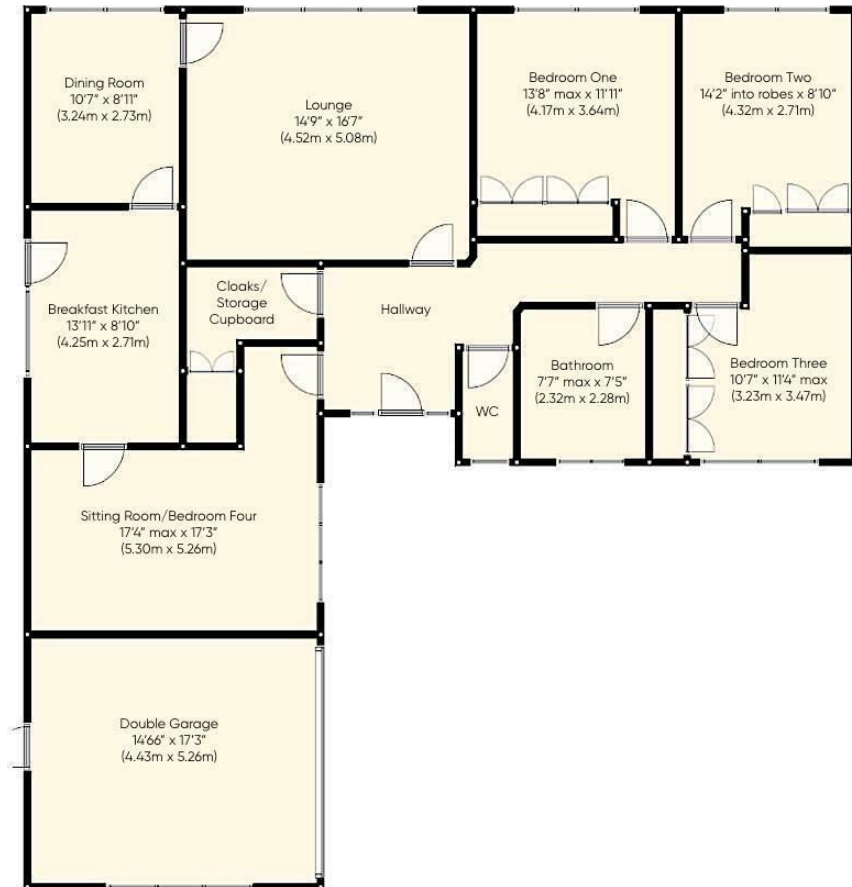 Dining Room
10'7" x 8'11"
(3.24m x 2.73m)
Lounge
14'9" x 16'7"
(4.52m x 5.08m)
Bedroom One
13'8" max x 11'11"
(4.17m x 3.64m)
Bedroom Two
14'2" into robes x 8'10"
(4.32m x 2.71m)
Breakfast Kitchen
13'11" x 8'10"
(4.25m x 2.71m)
Cloaks/
Storage
Cupboard
Hallway
Bathroom
7'7" max x 7'5"
(2.32m x 2.28m)
Bedroom Three
10'7" x 11'4" max
(3.23m x 3.47m)
WC
Sitting Room/Bedroom Four
17'4" max x 17'3"
(5.30m x 5.26m)
Double Garage
14'66" x 17'3"
(4.43m x 5.26m)